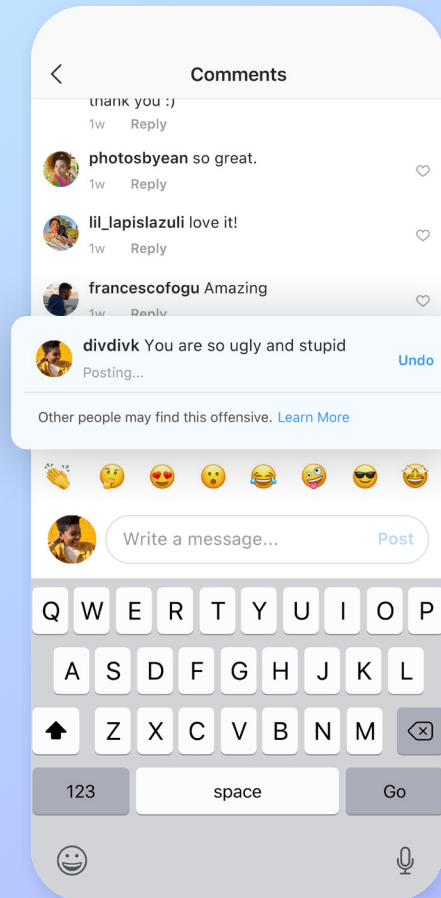 Comments
thank you :)
1w Reply
photosbyean so great.
1w Reply
lil_lapislazuli love it!
1w Reply
francescofogu Amazing
1w Reply
divdivk You are so ugly and stupid
Undo
Posting...
Other people may find this offensive. Learn More
Write a message... Post
Q W E R T Y U I O P
A S D F G H J K L
Z X C V B N M
123 space Go